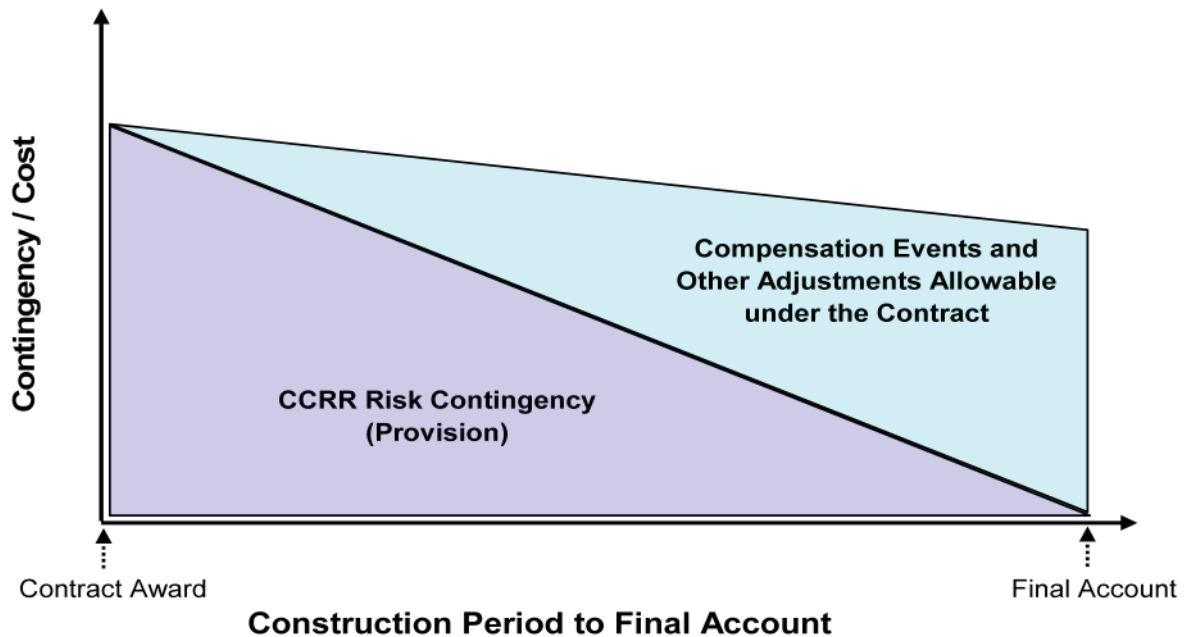 Contingency / Cost
Compensation Events and
Other Adjustments Allowable
under the Contract
CCRR Risk Contingency
(Provision)
Contract Award
Final Account
Construction Period to Final Account